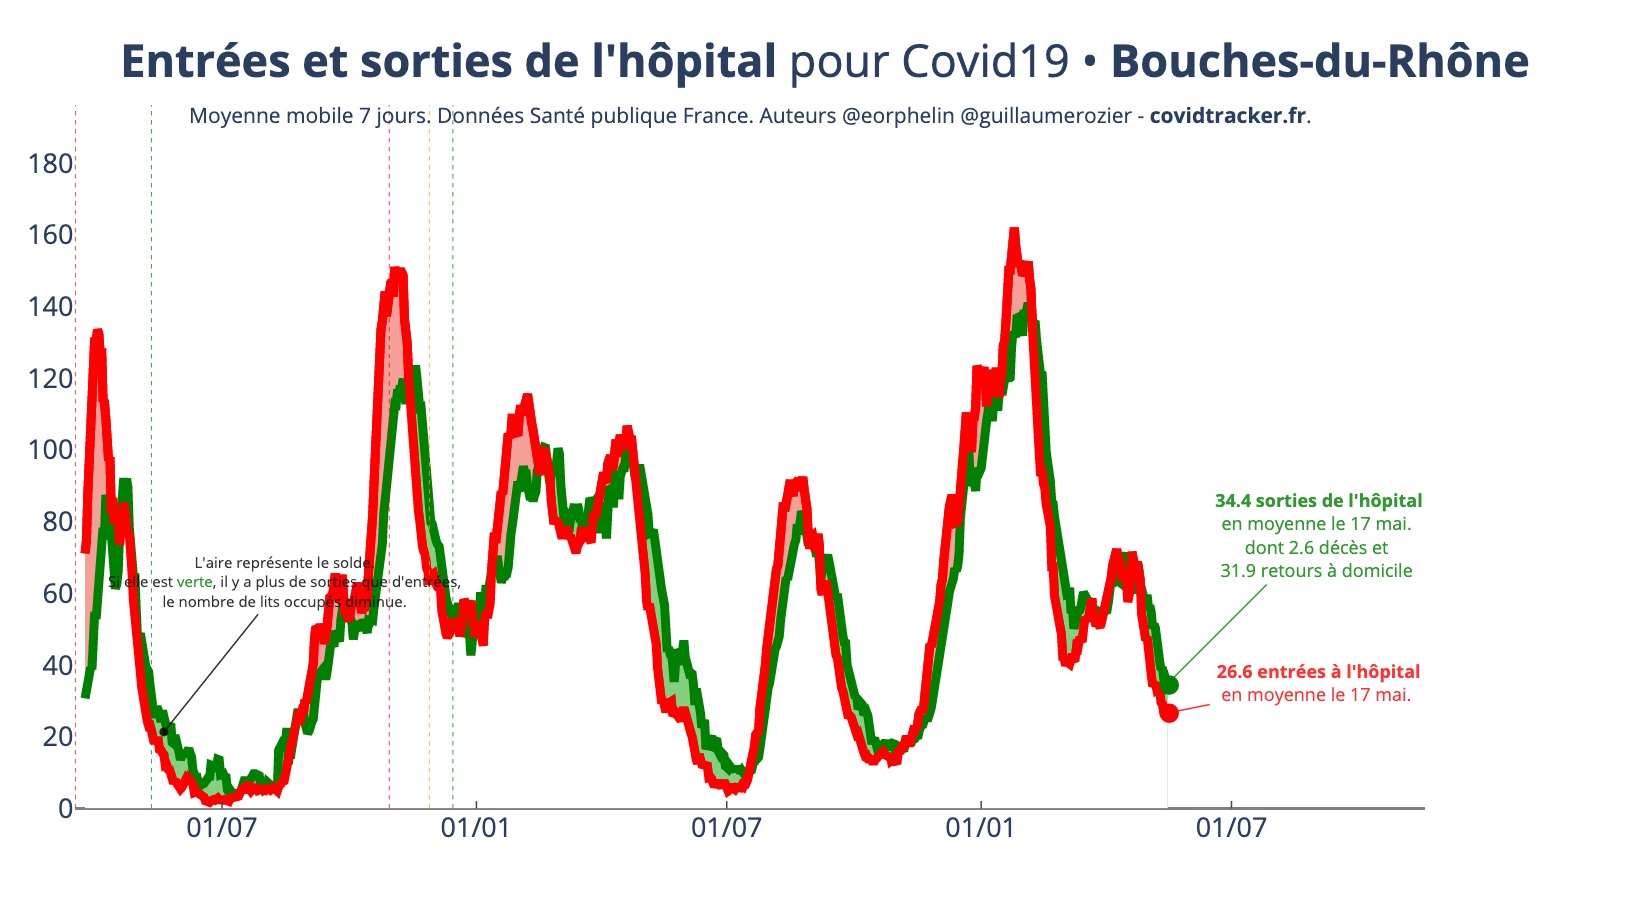 Entrées et sorties de l'hôpital pour Covid19 • Bouches-du-Rhône
Moyenne mobile 7 jours. Données Santé publique France. Auteurs @eorphelin @guillaumerozier - covidtracker.fr.
180
160
140
120
100
80
60
40
20
0
L'aire représente le solde.
Si elle est verte, il y a plus de sorties que d'entrées,
le nombre de lits occupés diminue.
34.4 sorties de l'hôpital
en moyenne le 17 mai.
dont 2.6 décès et
31.9 retours à domicile
26.6 entrées à l'hôpital
en moyenne le 17 mai.
01/07 01/01 01/07 01/01 01/07